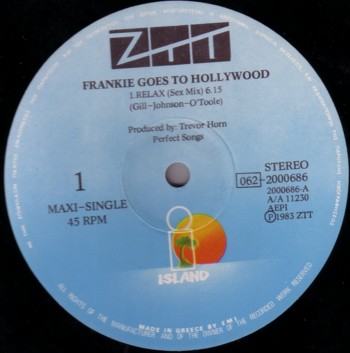 ZTT
FRANKIE GOES TO HOLLYWOOD
1.RELAX (Sex Mix) 6.15
(Gill-Johnson-O'Toole)
Produced by: Trevor Horn
Perfect Songs
1
MAXI-SINGLE
45 RPM
STEREO
062-2000686
2000686-A
A/A 11230
AEPI
Ⓟ1983 ZTT
ISLAND
MADE IN GREECE BY EMI
ALL RIGHTS OF THE MANUFACTURER AND OF THE OWNER OF THE RECORDED WORK RESERVED